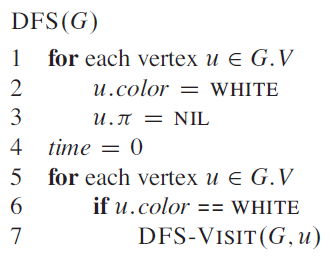 DFS(G)
1 for each vertex u ∈ G.V
2 u.color = WHITE
3 u.π = NIL
4 time = 0
5 for each vertex u ∈ G.V
6 if u.color == WHITE
7 DFS-VISIT(G, u)